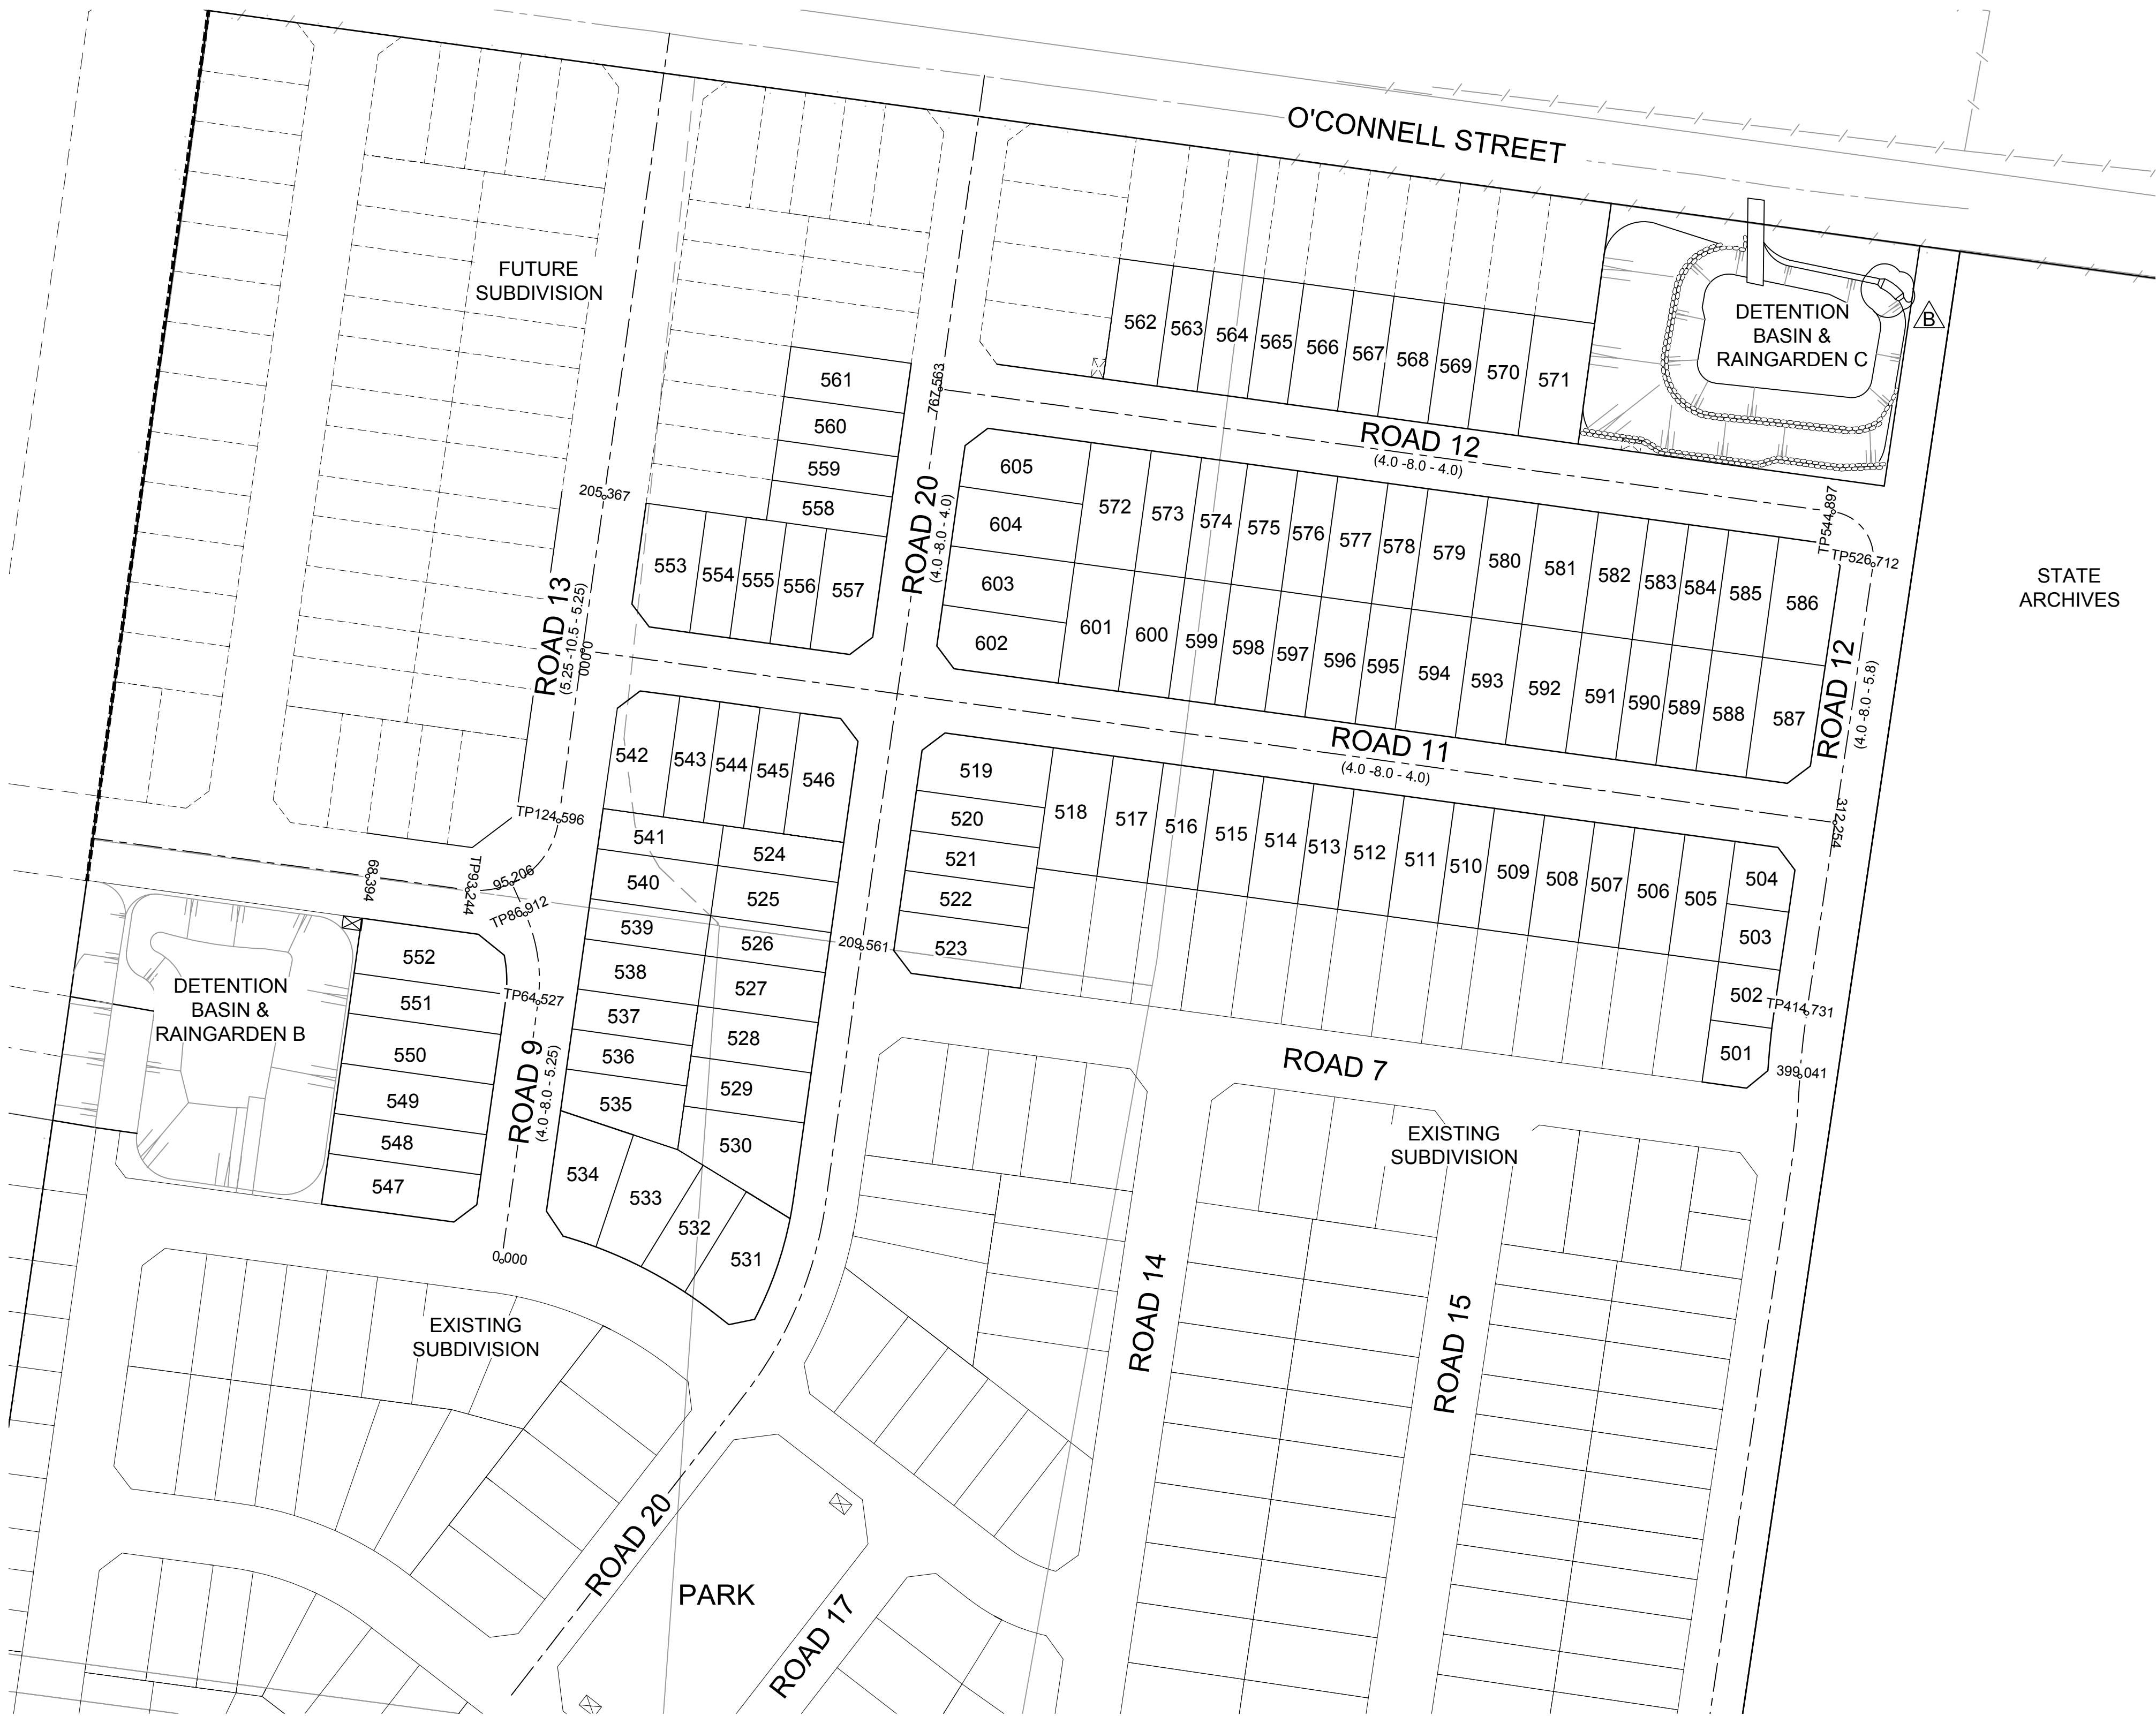 O'CONNELL STREET
FUTURE
SUBDIVISION
DETENTION
BASIN &
RAINGARDEN C
B
562
563
564
565
566
567
568
569
570
571
561
560
559
558
767.563
ROAD 12
(4.0 -8.0 - 4.0)
205.367
553
554
555
556
557
ROAD 20
(4.0 -8.0 - 4.0)
605
604
603
602
572
573
574
575
576
577
578
579
580
581
582
583
584
585
586
601
600
599
598
597
596
595
594
593
592
591
590
589
588
587
TP544.897
TP526.712
STATE
ARCHIVES
ROAD 12
(4.0 -8.0 - 5.8)
ROAD 13
(5.25 -10.5 - 5.25)
0.000
ROAD 11
(4.0 -8.0 - 4.0)
312.254
542
543
544
545
546
TP124.596
541
524
540
525
539
526
538
527
537
528
536
529
535
530
534
533
532
531
519
520
521
522
523
518
517
516
515
514
513
512
511
510
509
508
507
506
505
504
503
502
501
209.561
TP414.731
399.041
68.394
TP93.244
95.206
TP86.912
TP64.527
DETENTION
BASIN &
RAINGARDEN B
552
551
550
549
548
547
ROAD 9
(4.0 -8.0 - 5.25)
0.000
ROAD 7
EXISTING
SUBDIVISION
ROAD 14
ROAD 15
EXISTING
SUBDIVISION
ROAD 20
PARK
ROAD 17